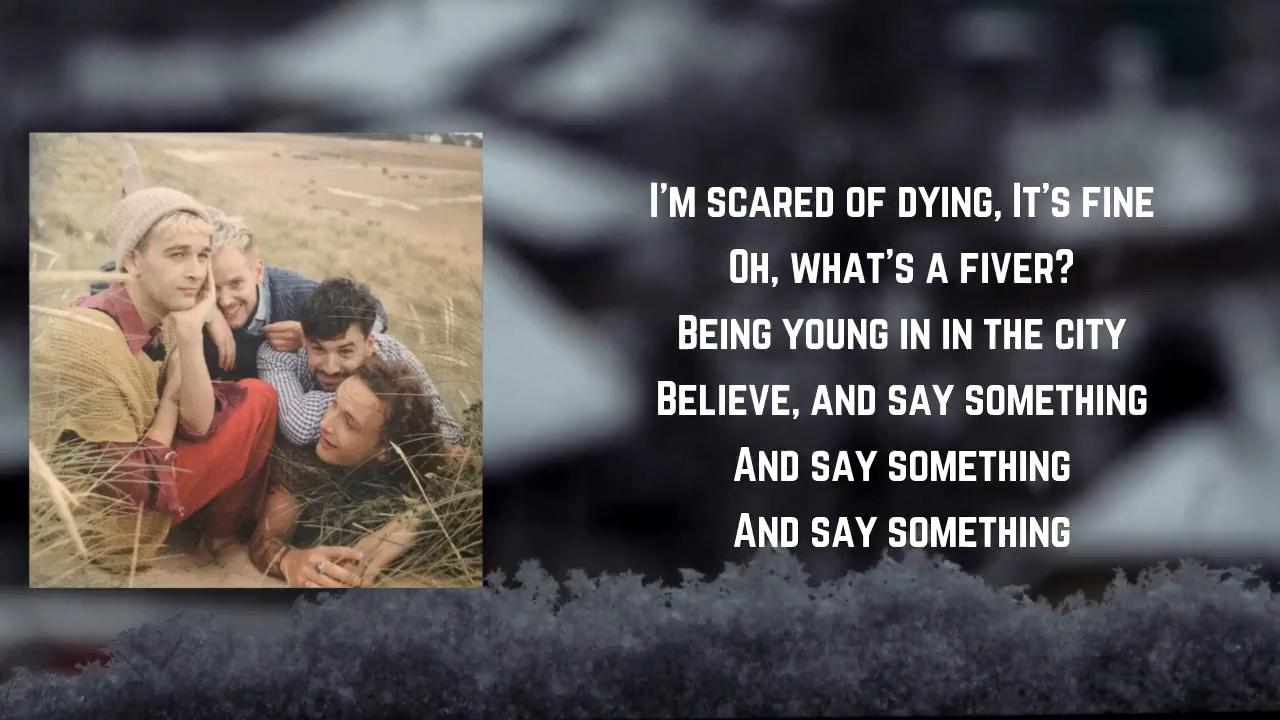 I'm scared of dying, It's fine
Oh, what's a fiver?
Being young in in the city
Believe, and say something
And say something
And say something